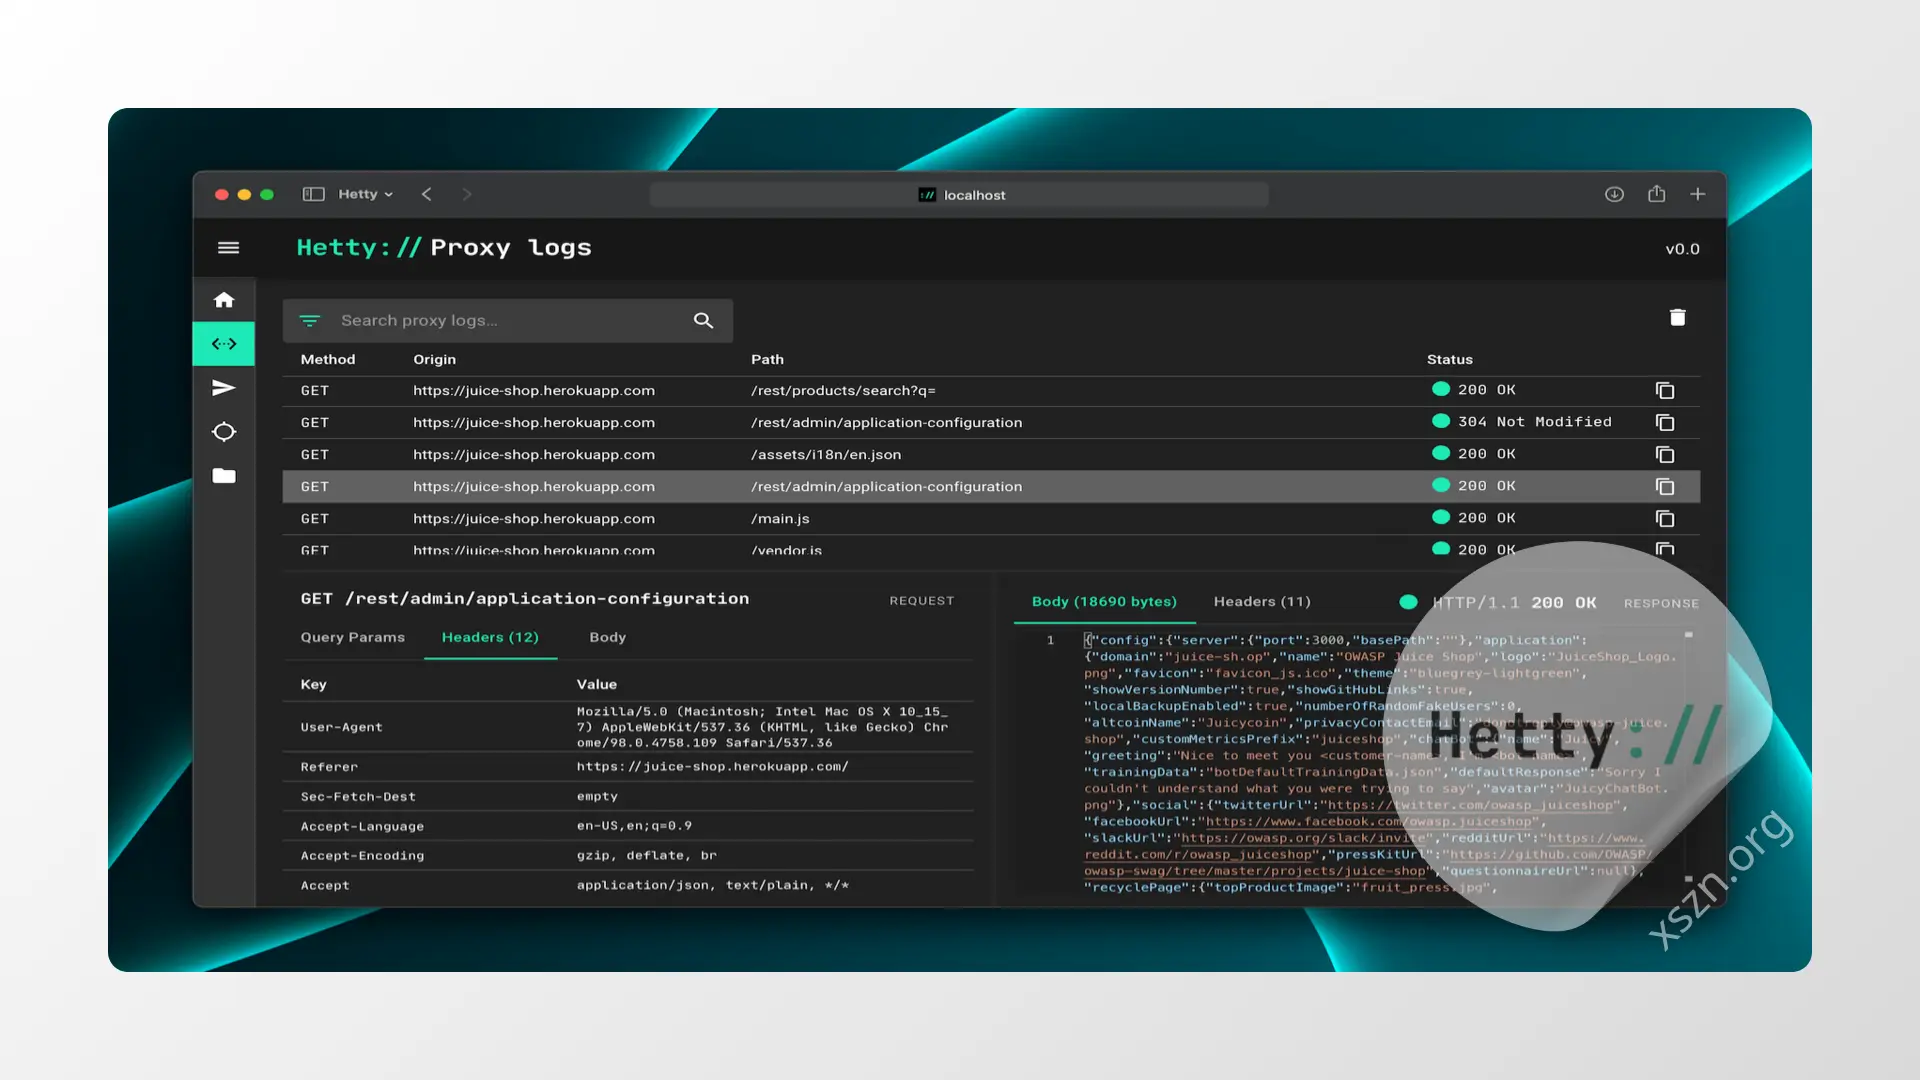 Hetty
localhost
Hetty:// Proxy logs
v0.0
Search proxy logs…
Method Origin Path Status
GET https://juice-shop.herokuapp.com /rest/products/search?q= 200 OK
GET https://juice-shop.herokuapp.com /rest/admin/application-configuration 304 Not Modified
GET https://juice-shop.herokuapp.com /assets/i18n/en.json 200 OK
GET https://juice-shop.herokuapp.com /rest/admin/application-configuration 200 OK
GET https://juice-shop.herokuapp.com /main.js 200 OK
GET https://juice-shop.herokuapp.com /vendor.js 200 OK
GET /rest/admin/application-configuration REQUEST
Query Params Headers (12) Body
Key Value
User-Agent
Mozilla/5.0 (Macintosh; Intel Mac OS X 10_15_
7) AppleWebKit/537.36 (KHTML, like Gecko) Chr
ome/98.0.4758.109 Safari/537.36
Referer https://juice-shop.herokuapp.com/
Sec-Fetch-Dest empty
Accept-Language en-US,en;q=0.9
Accept-Encoding gzip, deflate, br
Accept application/json, text/plain, */*
Body (18690 bytes) Headers (11) HTTP/1.1 200 OK RESPONSE
1 {"config":{"server":{"port":3000,"basePath":""},"application":
{"domain":"juice-sh.op","name":"OWASP Juice Shop","logo":"JuiceShop_Logo.
png","favicon":"favicon_js.ico","theme":"bluegrey-lightgreen",
"showVersionNumber":true,"showGitHubLinks":true,
"localBackupEnabled":true,"numberOfRandomFakeUsers":0,
"altcoinName":"Juicycoin","privacyContactEmail":"donotreply@owasp-juice.
shop","customMetricsPrefix":"juiceshop","chatBot":{"name":"Juicy",
"greeting":"Nice to meet you <customer-name>, I'm <bot-name>",
"trainingData":"botDefaultTrainingData.json","defaultResponse":"Sorry I
couldn't understand what you were trying to say","avatar":"JuicyChatBot.
png"},"social":{"twitterUrl":"https://twitter.com/owasp_juiceshop",
"facebookUrl":"https://www.facebook.com/owasp.juiceshop",
"slackUrl":"https://owasp.org/slack/invite","redditUrl":"https://www.
reddit.com/r/owasp_juiceshop","pressKitUrl":"https://github.com/OWASP/
owasp-swag/tree/master/projects/juice-shop","questionnaireUrl":null},
"recyclePage":{"topProductImage":"fruit_press.jpg",
Hetty://
xszn.org